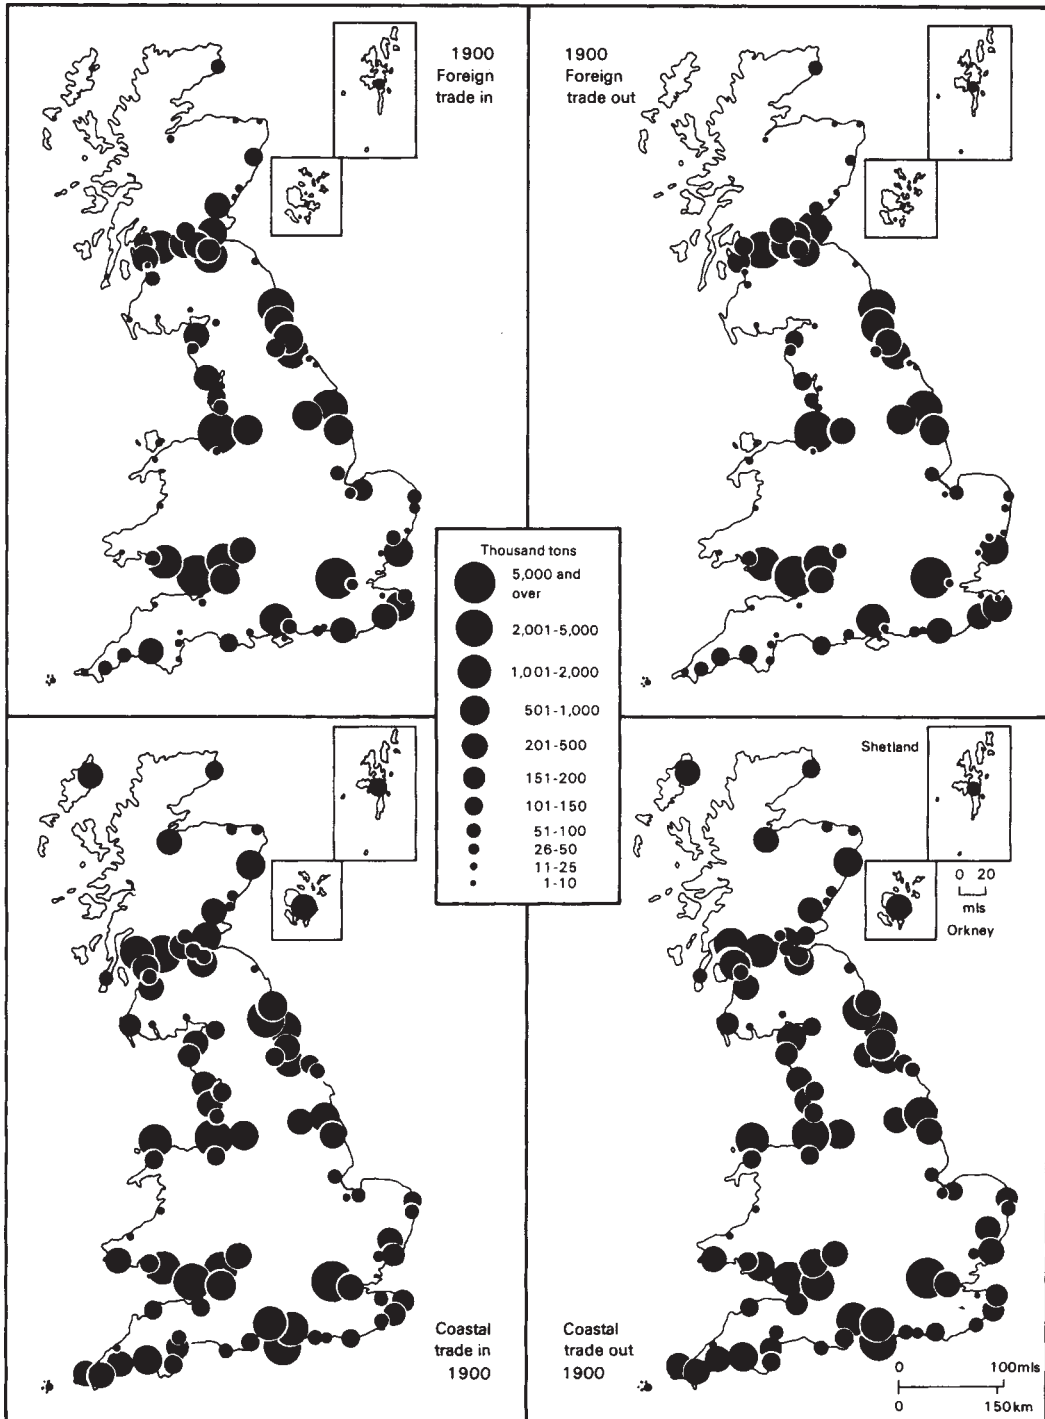 1900
Foreign
trade in
1900
Foreign
trade out
Thousand tons
5,000 and
over
2,001-5,000
1,001-2,000
501-1,000
201-500
151-200
101-150
51-100
26-50
11-25
1-10
Coastal
trade in
1900
Shetland
0 20
mls
Orkney
Coastal
trade out
1900
0 100mls
0 150km